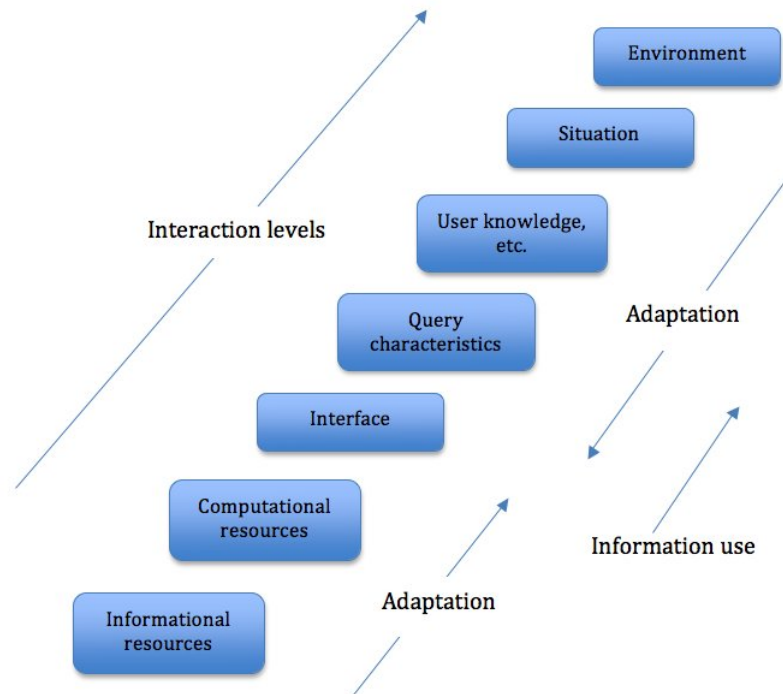 Environment
Situation
Interaction levels
User knowledge,
etc.
Adaptation
Query
characteristics
Interface
Computational
resources
Information use
Adaptation
Informational
resources